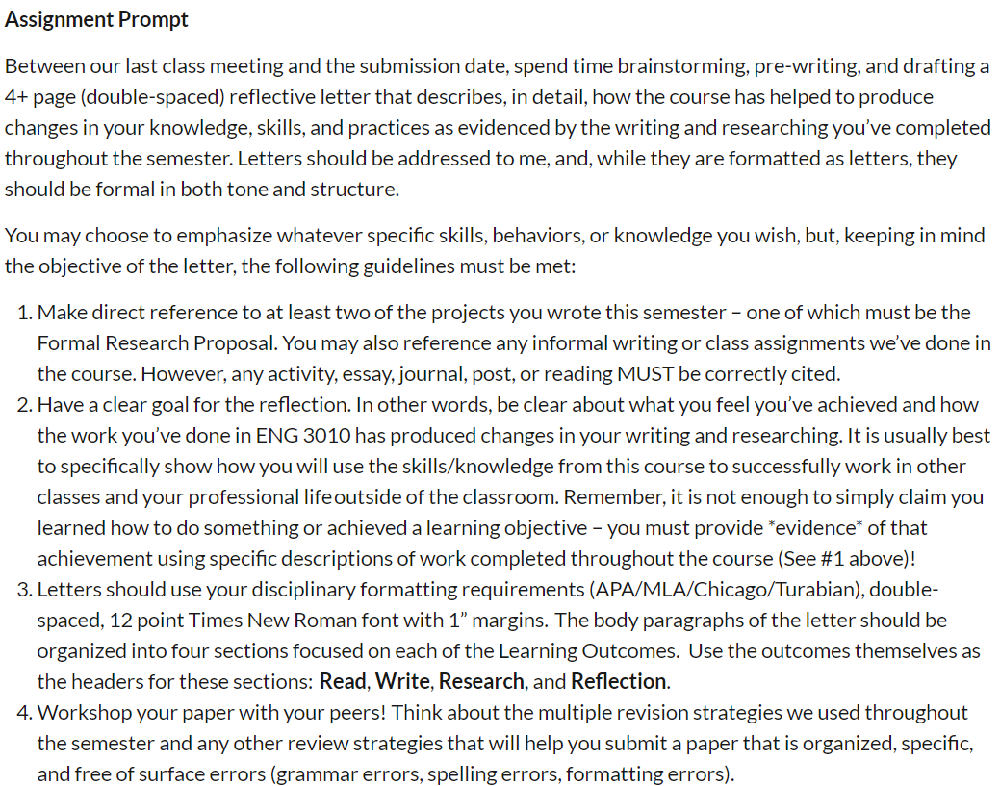 Assignment Prompt
Between our last class meeting and the submission date, spend time brainstorming, pre-writing, and drafting a
4+ page (double-spaced) reflective letter that describes, in detail, how the course has helped to produce
changes in your knowledge, skills, and practices as evidenced by the writing and researching you've completed
throughout the semester. Letters should be addressed to me, and, while they are formatted as letters, they
should be formal in both tone and structure.
You may choose to emphasize whatever specific skills, behaviors, or knowledge you wish, but, keeping in mind
the objective of the letter, the following guidelines must be met:
1. Make direct reference to at least two of the projects you wrote this semester – one of which must be the
Formal Research Proposal. You may also reference any informal writing or class assignments we've done in
the course. However, any activity, essay, journal, post, or reading MUST be correctly cited.
2. Have a clear goal for the reflection. In other words, be clear about what you feel you've achieved and how
the work you've done in ENG 3010 has produced changes in your writing and researching. It is usually best
to specifically show how you will use the skills/knowledge from this course to successfully work in other
classes and your professional life outside of the classroom. Remember, it is not enough to simply claim you
learned how to do something or achieved a learning objective – you must provide *evidence* of that
achievement using specific descriptions of work completed throughout the course (See #1 above)!
3. Letters should use your disciplinary formatting requirements (APA/MLA/Chicago/Turabian), double-
spaced, 12 point Times New Roman font with 1” margins. The body paragraphs of the letter should be
organized into four sections focused on each of the Learning Outcomes. Use the outcomes themselves as
the headers for these sections: Read, Write, Research, and Reflection.
4. Workshop your paper with your peers! Think about the multiple revision strategies we used throughout
the semester and any other review strategies that will help you submit a paper that is organized, specific,
and free of surface errors (grammar errors, spelling errors, formatting errors).